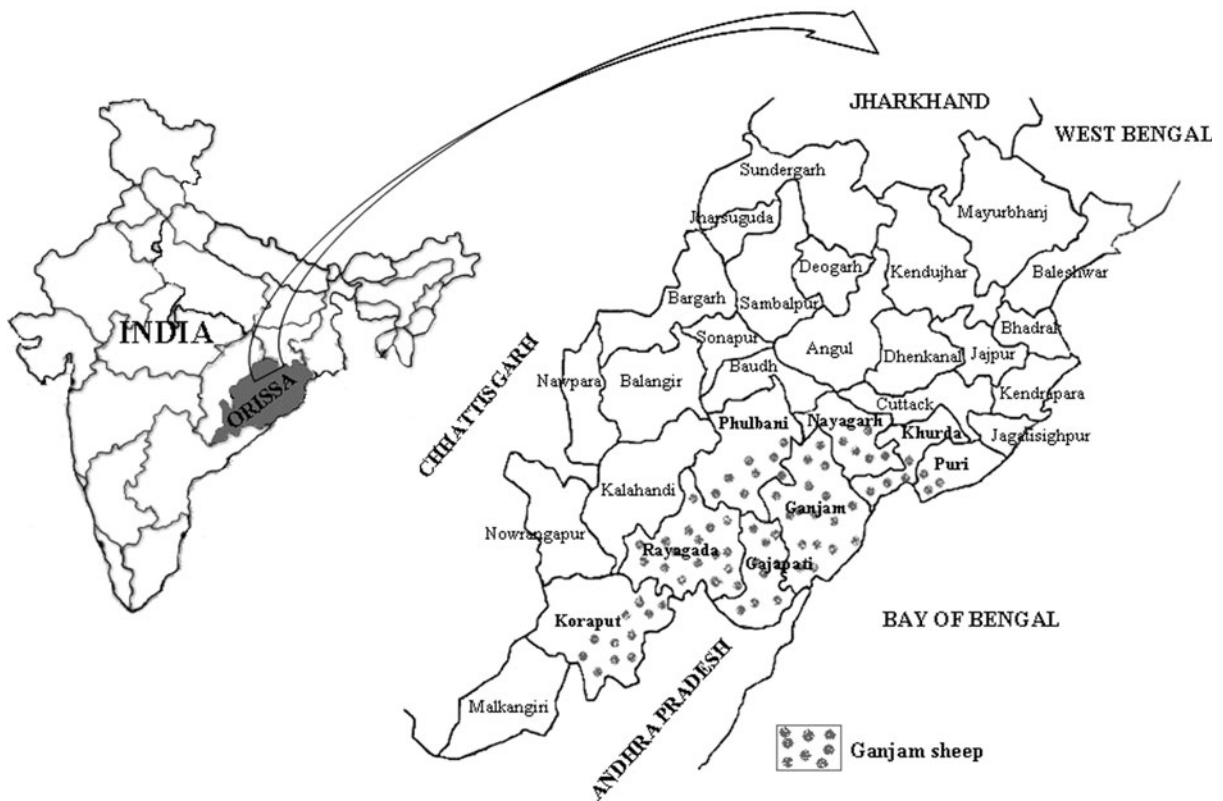 JHARKHAND
WEST BENGAL
Sundergarh
Mayurbhanj
Jharsuguda
Deogarh
Kendujhar
Baleshwar
Bargarh
Sambalpur
INDIA
Sonapur
Angul
Dhenkanal
Jajpur
Bhadrak
Nawpara
Balangir
Baudh
Kendrapara
ORISSA
Cuttack
CHHATTISGARH
Phulbani
Nayagarh
Khurda
Jagatisighpur
Puri
Kalahandi
Ganjam
Nowrangapur
Rayagada
Gajapati
Koraput
BAY OF BENGAL
Malkangiri
ANDHRA PRADESH
Ganjam sheep